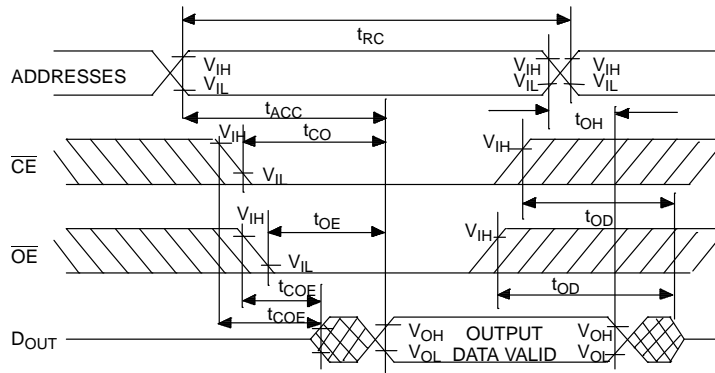 tRC
ADDRESSES
VIH VIH VIH
VIL VIL VIL
tACC
tCO tOH
VIH VIH
CE
VIL
tOE tOD
VIH VIH
OE
VIL
tCOE tOD
tCOE
DOUT
VOH OUTPUT VOH
VOL DATA VALID VOL